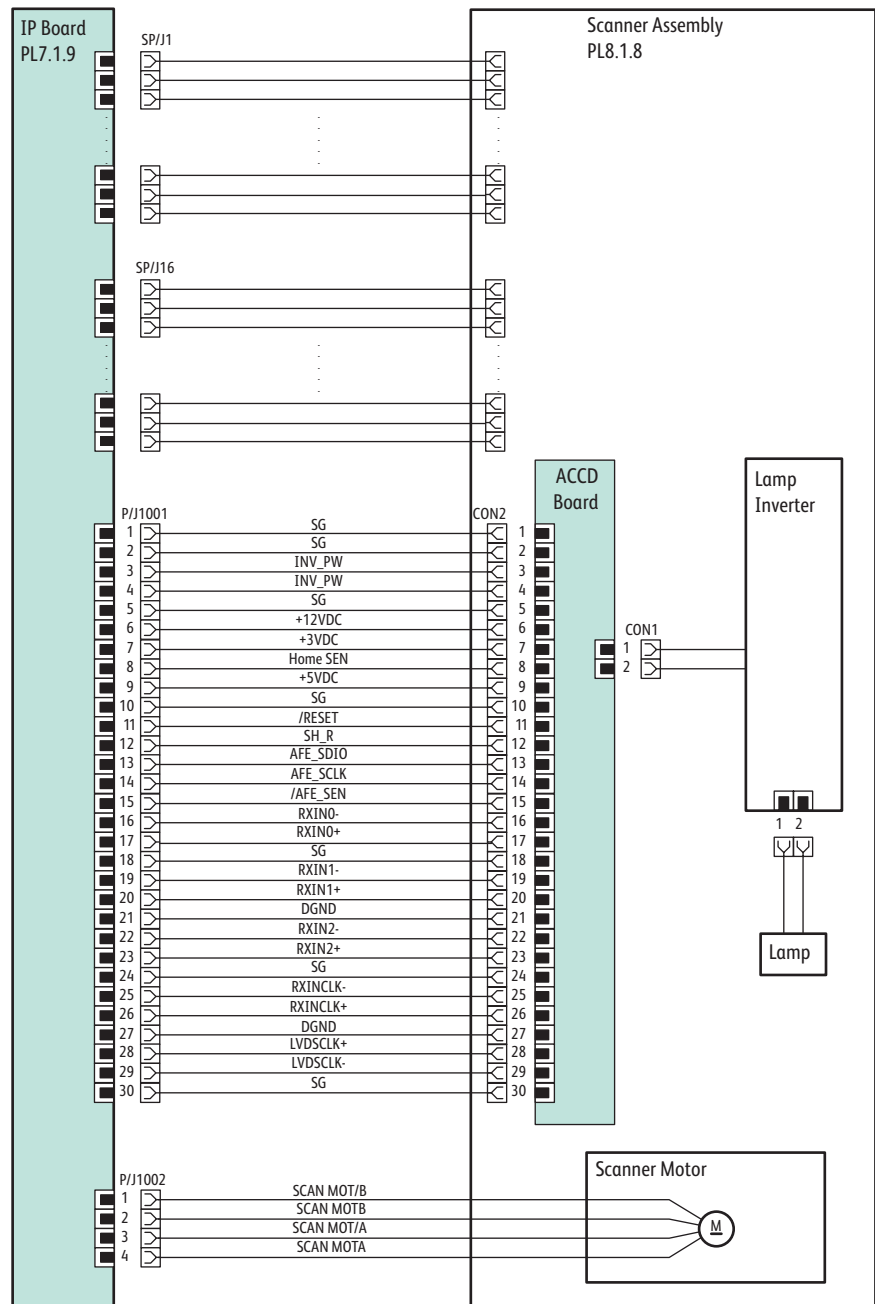 IP Board
PL7.1.9
Scanner Assembly
PL8.1.8
SP/J1
SP/J16
ACCD
Board
Lamp
Inverter
P/J1001
CON2
1 SG 1
2 SG 2
3 INV_PW 3
4 INV_PW 4
5 SG 5
6 +12VDC 6
7 +3VDC 7
8 Home SEN 8
9 +5VDC 9
10 SG 10
11 /RESET 11
12 SH_R 12
13 AFE_SDIO 13
14 AFE_SCLK 14
15 /AFE_SEN 15
16 RXIN0- 16
17 RXIN0+ 17
18 SG 18
19 RXIN1- 19
20 RXIN1+ 20
21 DGND 21
22 RXIN2- 22
23 RXIN2+ 23
24 SG 24
25 RXINCLK- 25
26 RXINCLK+ 26
27 DGND 27
28 LVDSCLK+ 28
29 LVDSCLK- 29
30 SG 30
CON1
1
2
1 2
Lamp
P/J1002
1 SCAN MOT/B
2 SCAN MOTB
3 SCAN MOT/A
4 SCAN MOTA
Scanner Motor
M